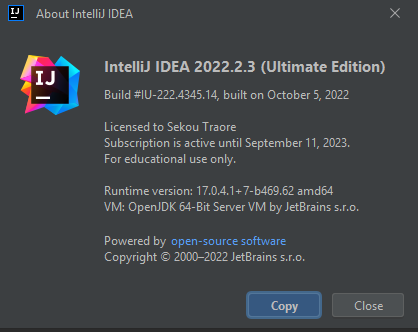 About IntelliJ IDEA
IJ
IntelliJ IDEA 2022.2.3 (Ultimate Edition)
Build #IU-222.4345.14, built on October 5, 2022
Licensed to Sekou Traore
Subscription is active until September 11, 2023.
For educational use only.
Runtime version: 17.0.4.1+7-b469.62 amd64
VM: OpenJDK 64-Bit Server VM by JetBrains s.r.o.
Powered by open-source software
Copyright © 2000–2022 JetBrains s.r.o.
Copy Close